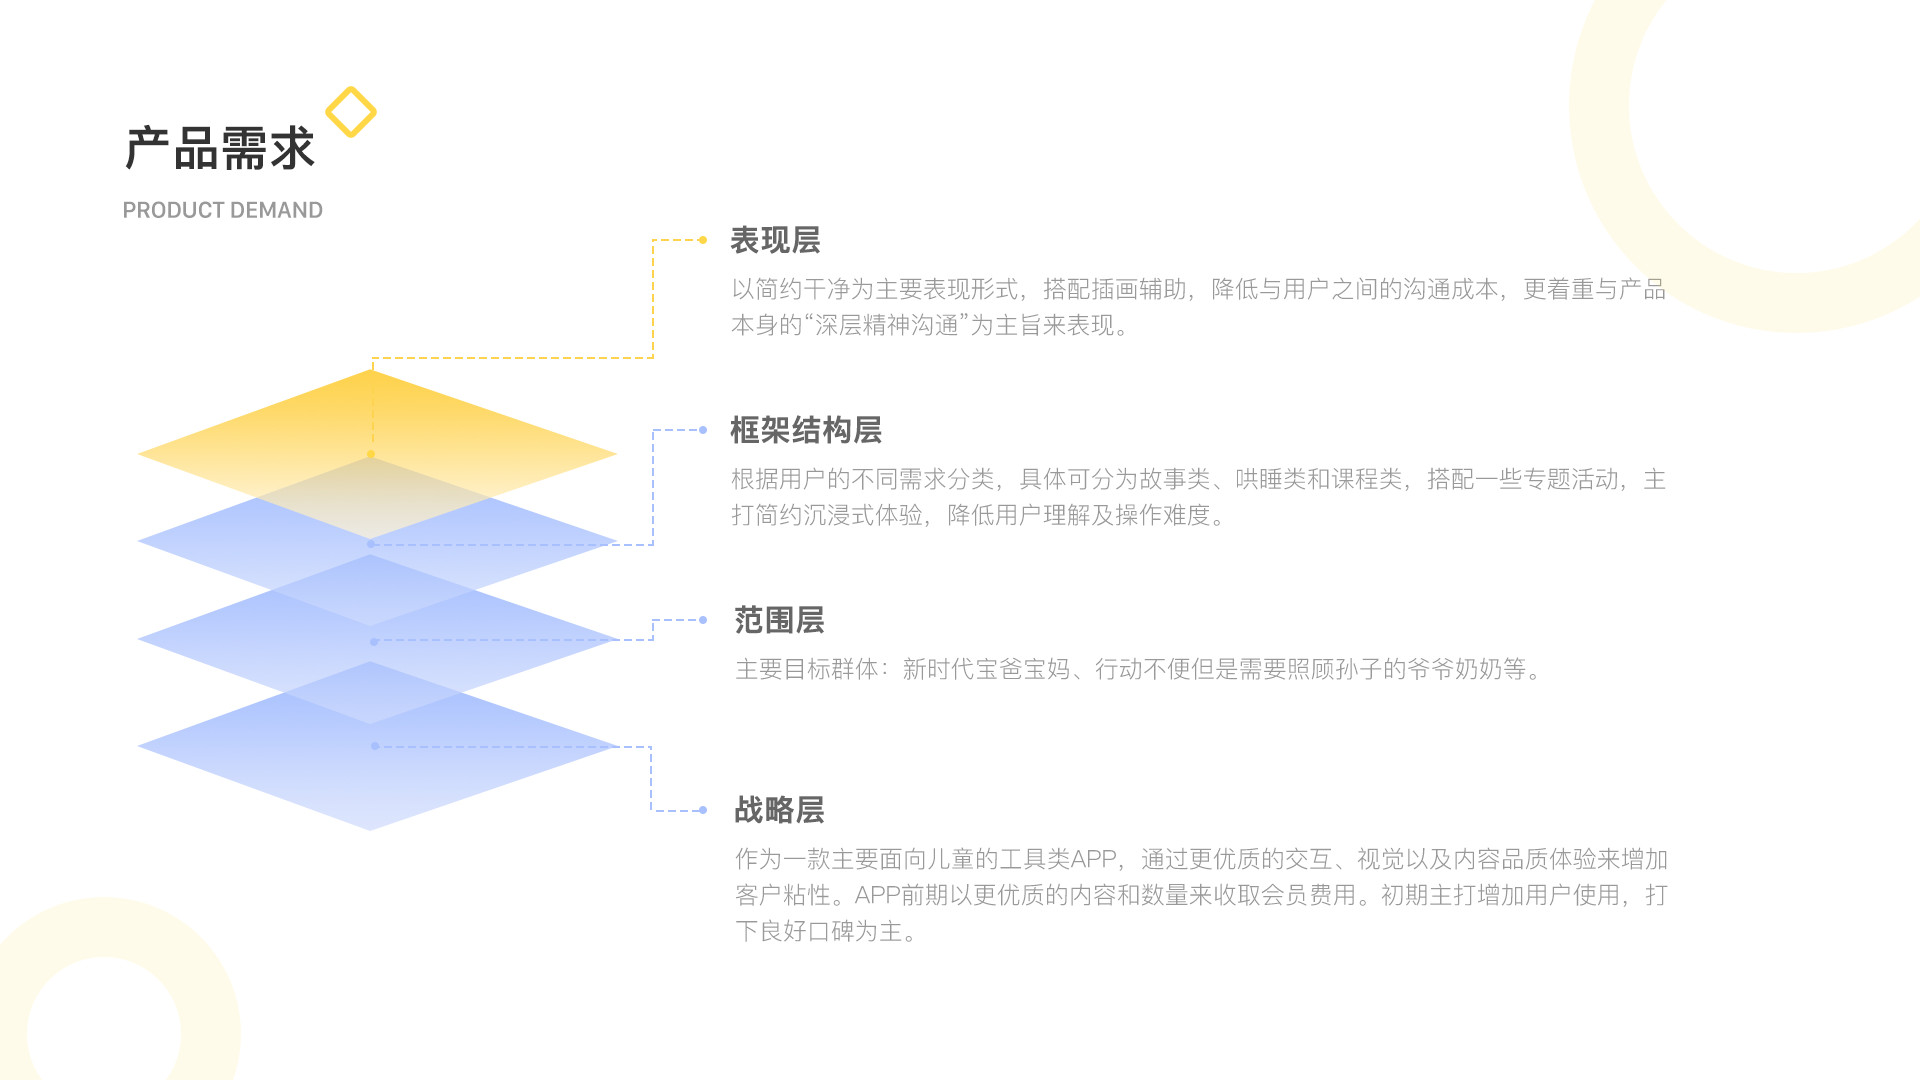 产品需求
PRODUCT DEMAND
表现层
以简约干净为主要表现形式，搭配插画辅助，降低与用户之间的沟通成本，更着重与产品
本身的“深层精神沟通”为主旨来表现。
框架结构层
根据用户的不同需求分类，具体可分为故事类、哄睡类和课程类，搭配一些专题活动，主
打简约沉浸式体验，降低用户理解及操作难度。
范围层
主要目标群体：新时代宝爸宝妈、行动不便但是需要照顾孙子的爷爷奶奶等。
战略层
作为一款主要面向儿童的工具类APP，通过更优质的交互、视觉以及内容品质体验来增加
客户粘性。APP前期以更优质的内容和数量来收取会员费用。初期主打增加用户使用，打
下良好口碑为主。